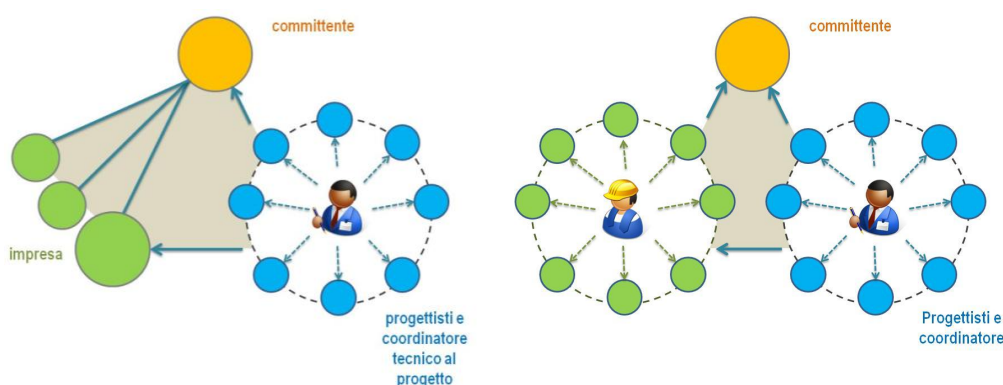 committente
impresa
progettisti e
coordinatore
tecnico al
progetto
committente
Progettisti e
coordinatore